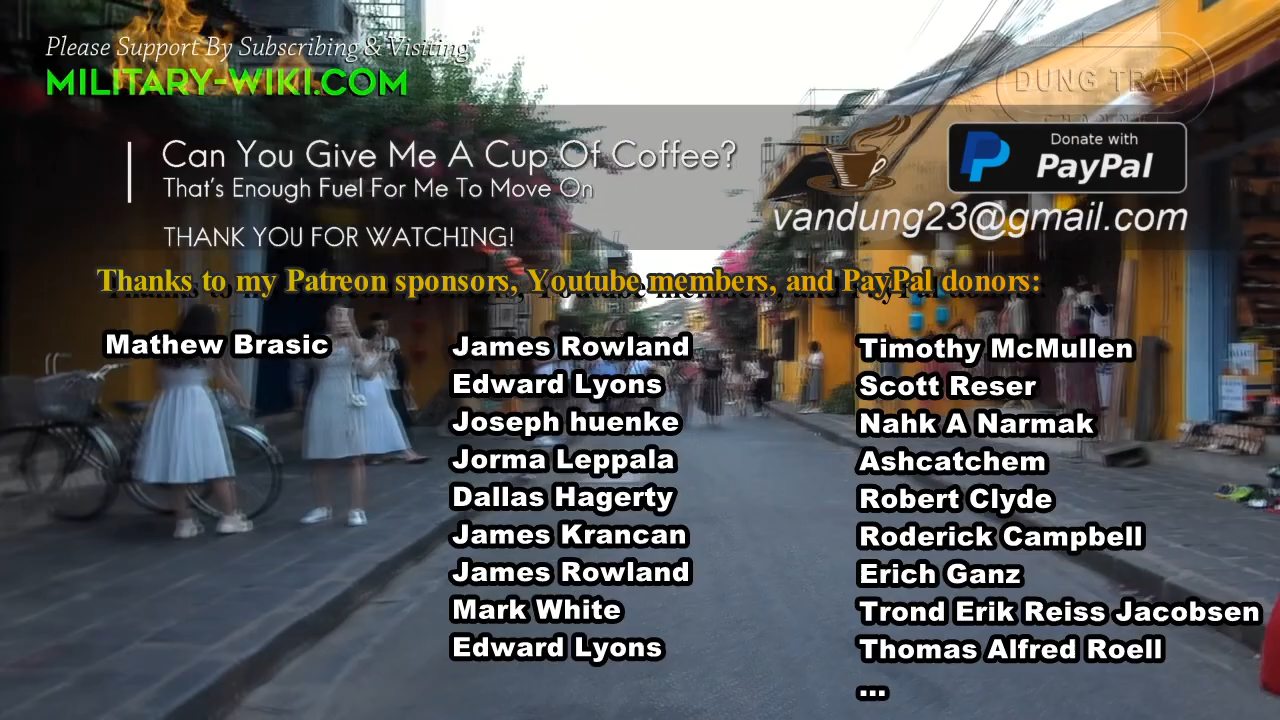 Please Support By Subscribing & Visiting
MILITARY-WIKI.COM
DUNG TRAN
CHANNEL
Can You Give Me A Cup Of Coffee?
That's Enough Fuel For Me To Move On
THANK YOU FOR WATCHING!
Donate with
PayPal
vandung23@gmail.com
Thanks to my Patreon sponsors, Youtube members, and PayPal donors:
Mathew Brasic
James Rowland
Edward Lyons
Joseph huenke
Jorma Leppala
Dallas Hagerty
James Krancan
James Rowland
Mark White
Edward Lyons
Timothy McMullen
Scott Reser
Nahk A Narmak
Ashcatchem
Robert Clyde
Roderick Campbell
Erich Ganz
Trond Erik Reiss Jacobsen
Thomas Alfred Roell
...